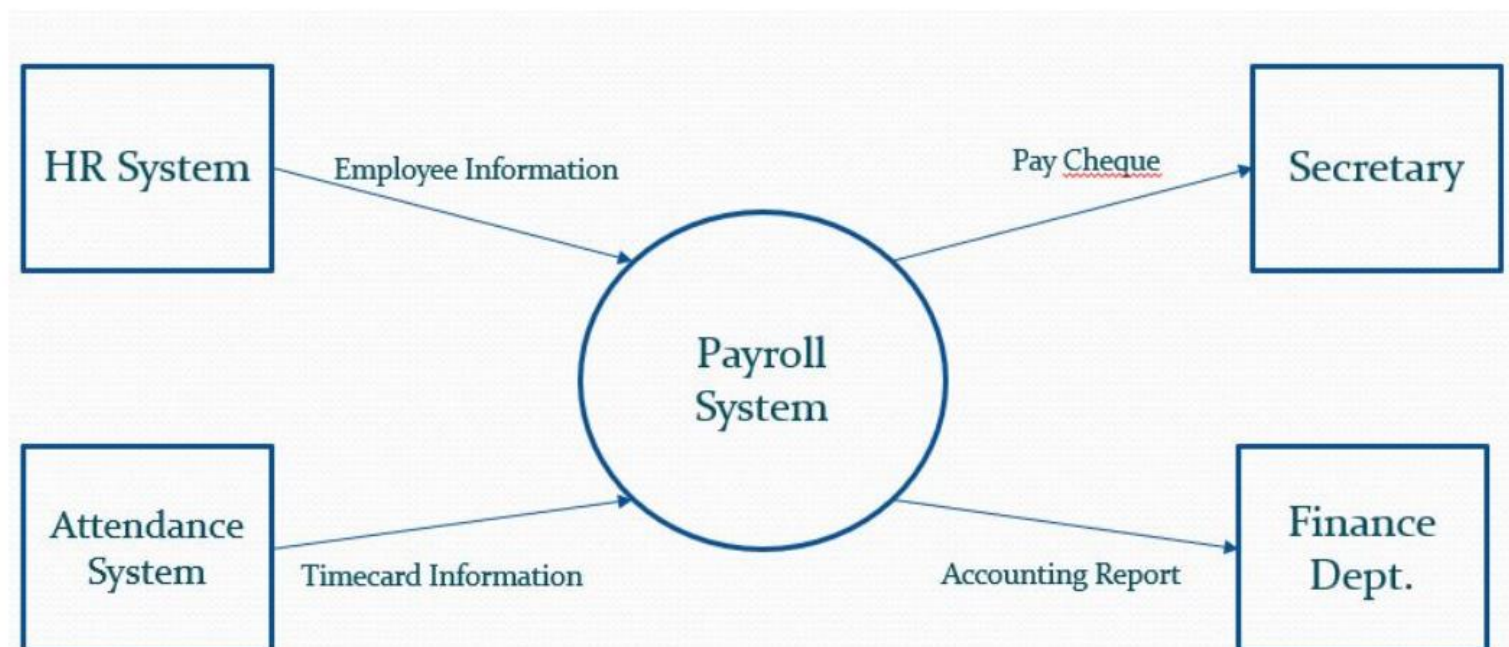 HR System
Employee Information
Pay Cheque
Secretary
Payroll
System
Attendance
System
Timecard Information
Accounting Report
Finance
Dept.